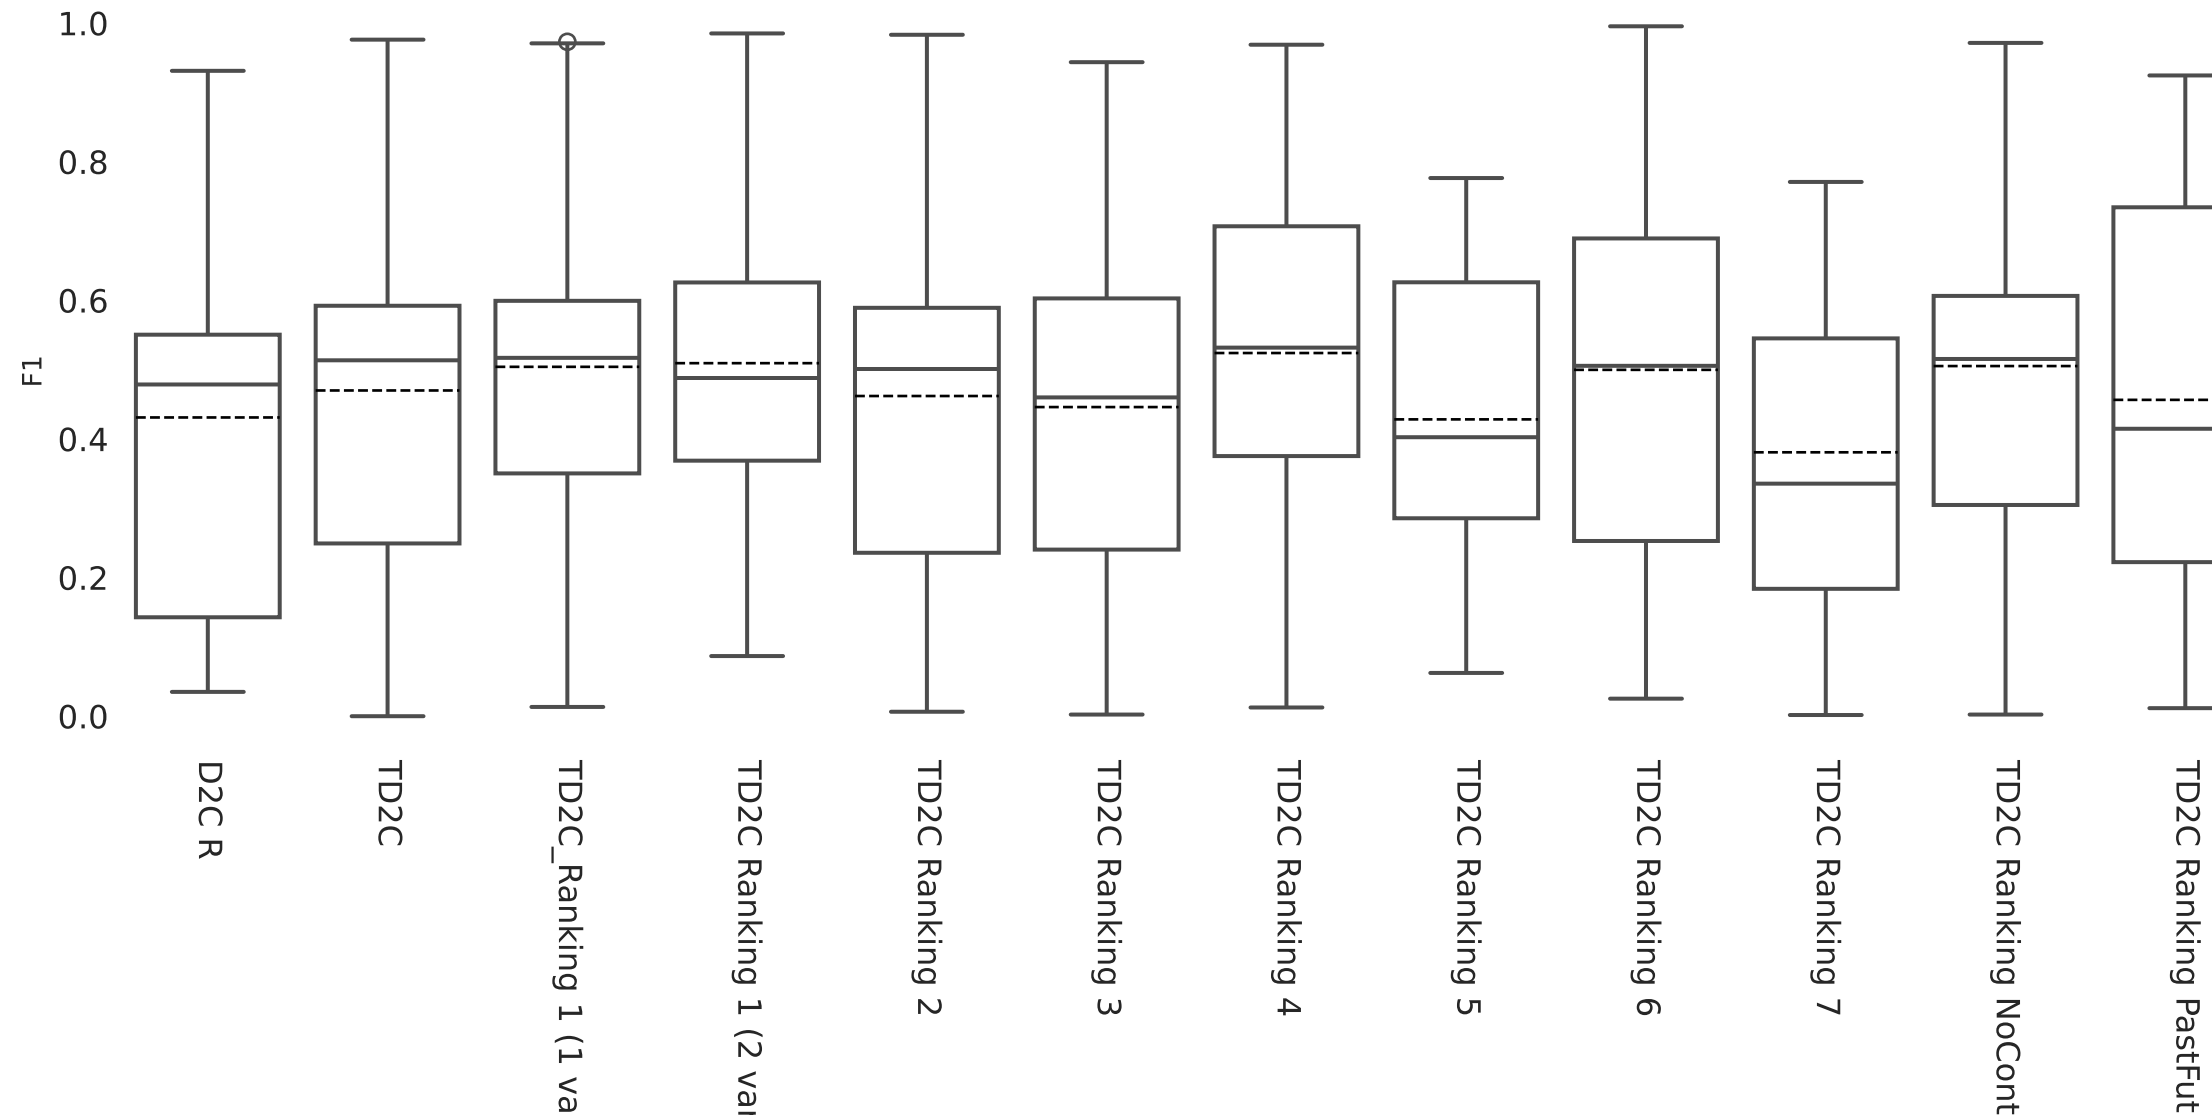 1.0
0.8
0.6
0.4
0.2
0.0
F1
D2C R
TD2C
TD2C_Ranking 1 (1 va
TD2C Ranking 1 (2 var
TD2C Ranking 2
TD2C Ranking 3
TD2C Ranking 4
TD2C Ranking 5
TD2C Ranking 6
TD2C Ranking 7
TD2C Ranking NoCont
TD2C Ranking PastFut